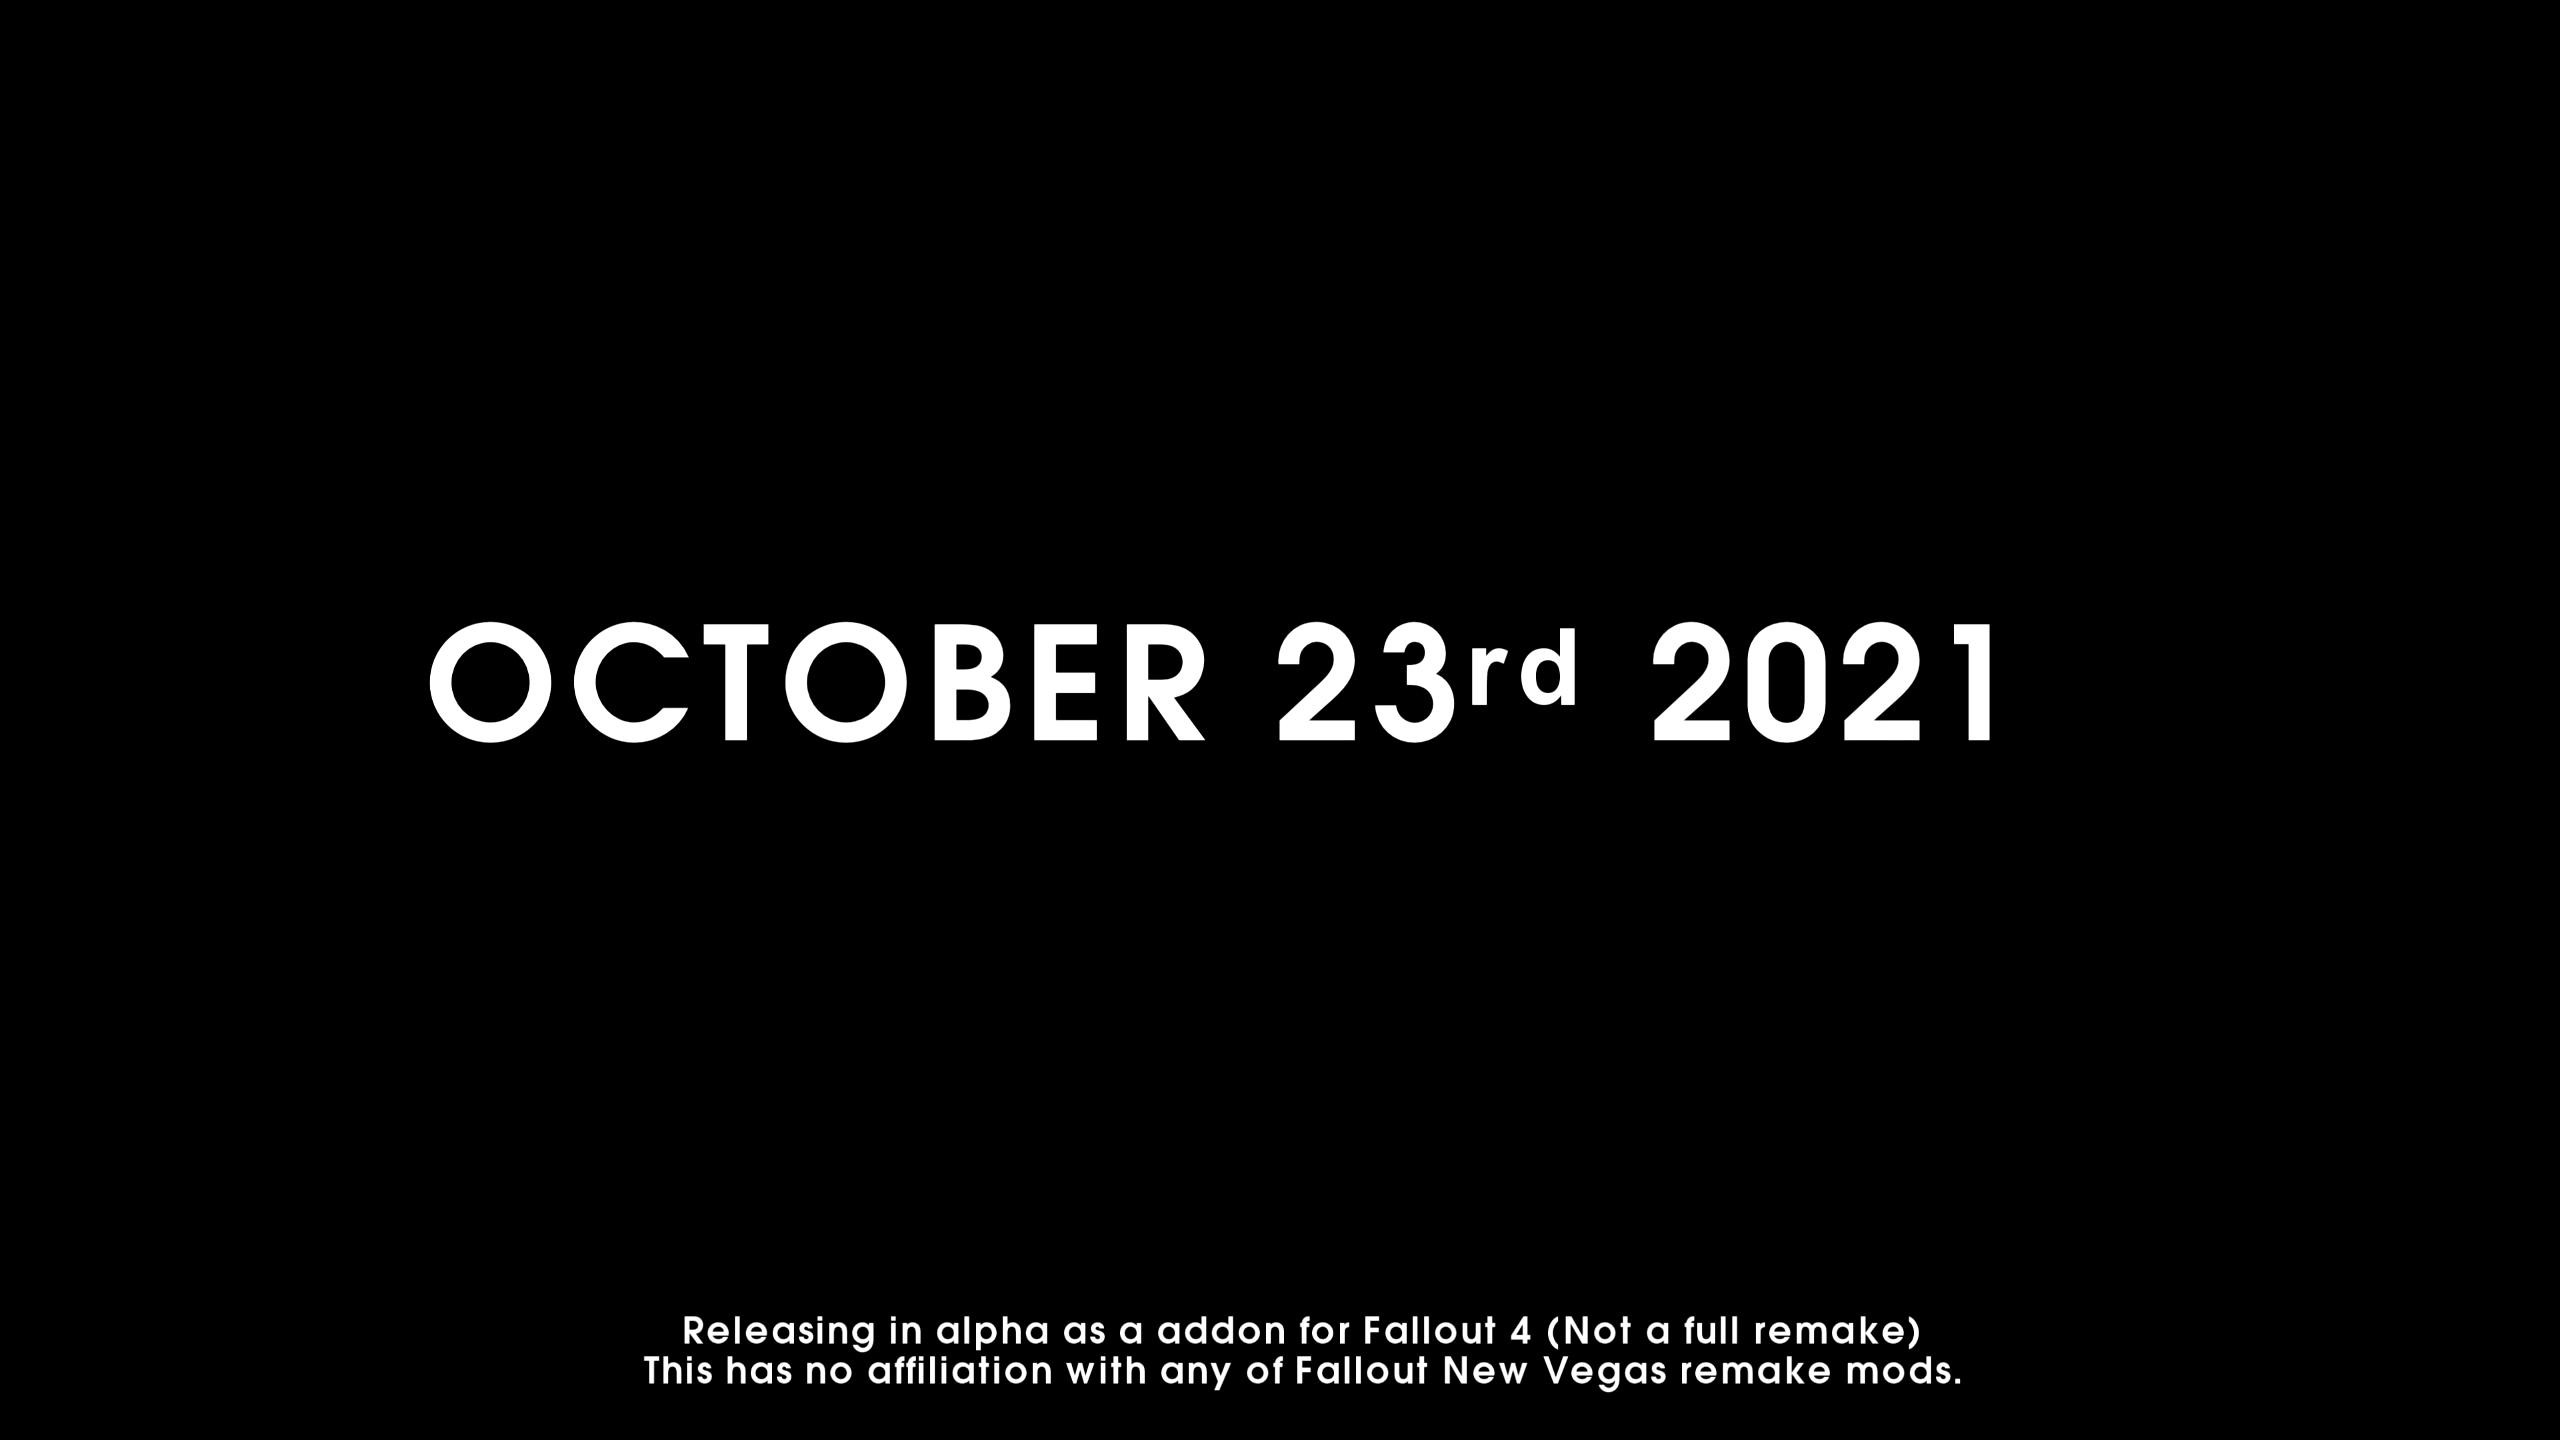 OCTOBER 23rd 2021
Releasing in alpha as a addon for Fallout 4 (Not a full remake)
This has no affiliation with any of Fallout New Vegas remake mods.